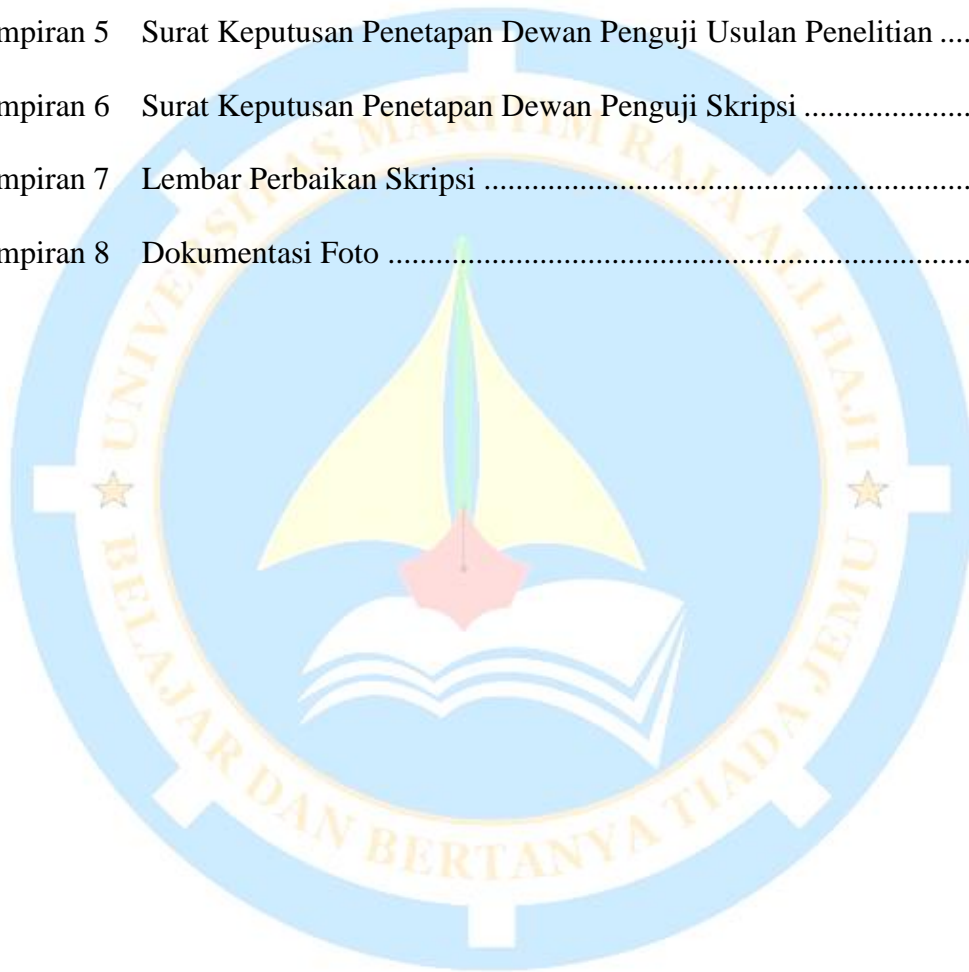 mpiran 5 Surat Keputusan Penetapan Dewan Penguji Usulan Penelitian ....
mpiran 6 Surat Keputusan Penetapan Dewan Penguji Skripsi .....................
mpiran 7 Lembar Perbaikan Skripsi .............................................................
mpiran 8 Dokumentasi Foto .........................................................................
UNIVERSITAS MARITIM RAJA ALI HAJI
BELAJAR DAN BERTANYA TIADA JEMU